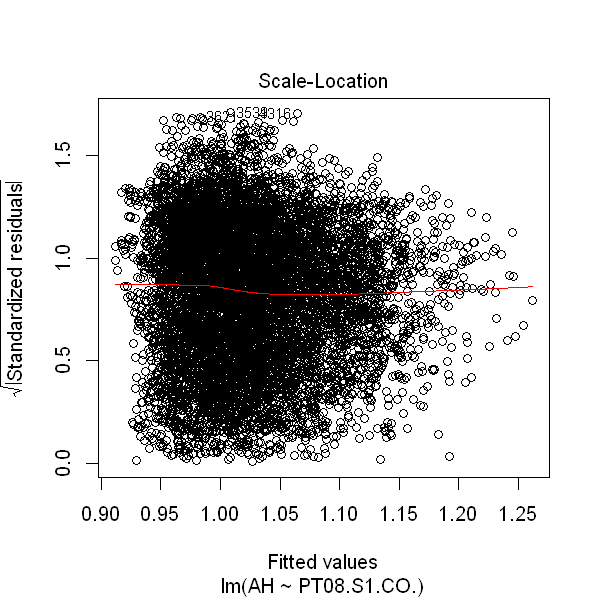 Scale-Location
√|Standardized residuals|
1.5
1.0
0.5
0.0
0.90 0.95 1.00 1.05 1.10 1.15 1.20 1.25
Fitted values
lm(AH ~ PT08.S1.CO.)